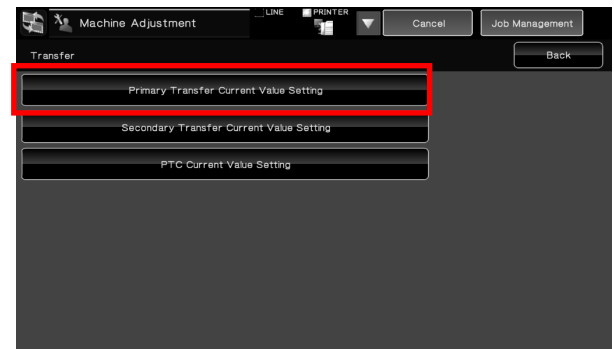 Machine Adjustment
LINE
PRINTER
Cancel
Job Management
Transfer
Back
Primary Transfer Current Value Setting
Secondary Transfer Current Value Setting
PTC Current Value Setting